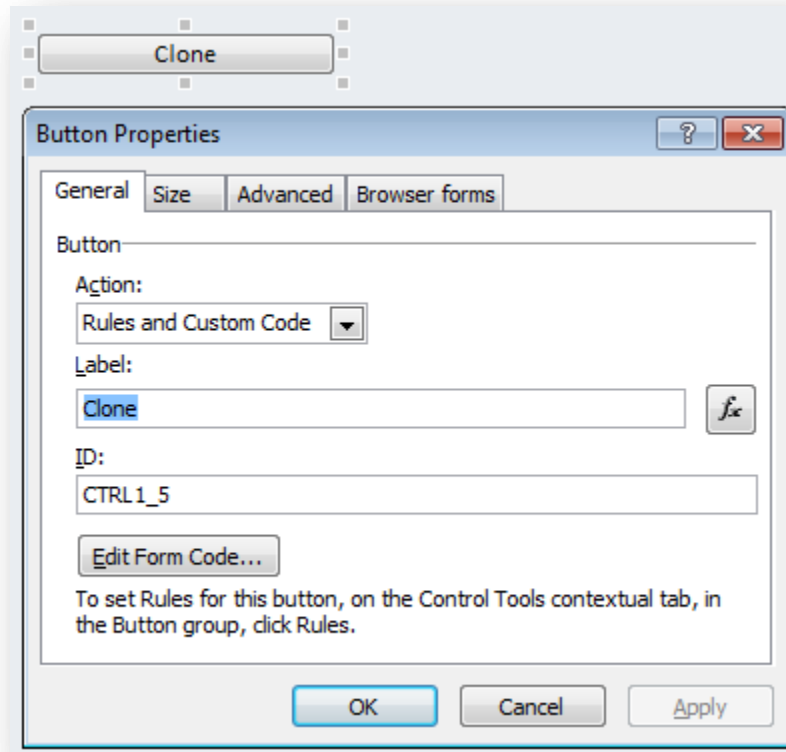 Clone
Button Properties
?
General Size Advanced Browser forms
Button
Action:
Rules and Custom Code
Label:
Clone
fx
ID:
CTRL1_5
Edit Form Code...
To set Rules for this button, on the Control Tools contextual tab, in
the Button group, click Rules.
OK Cancel Apply